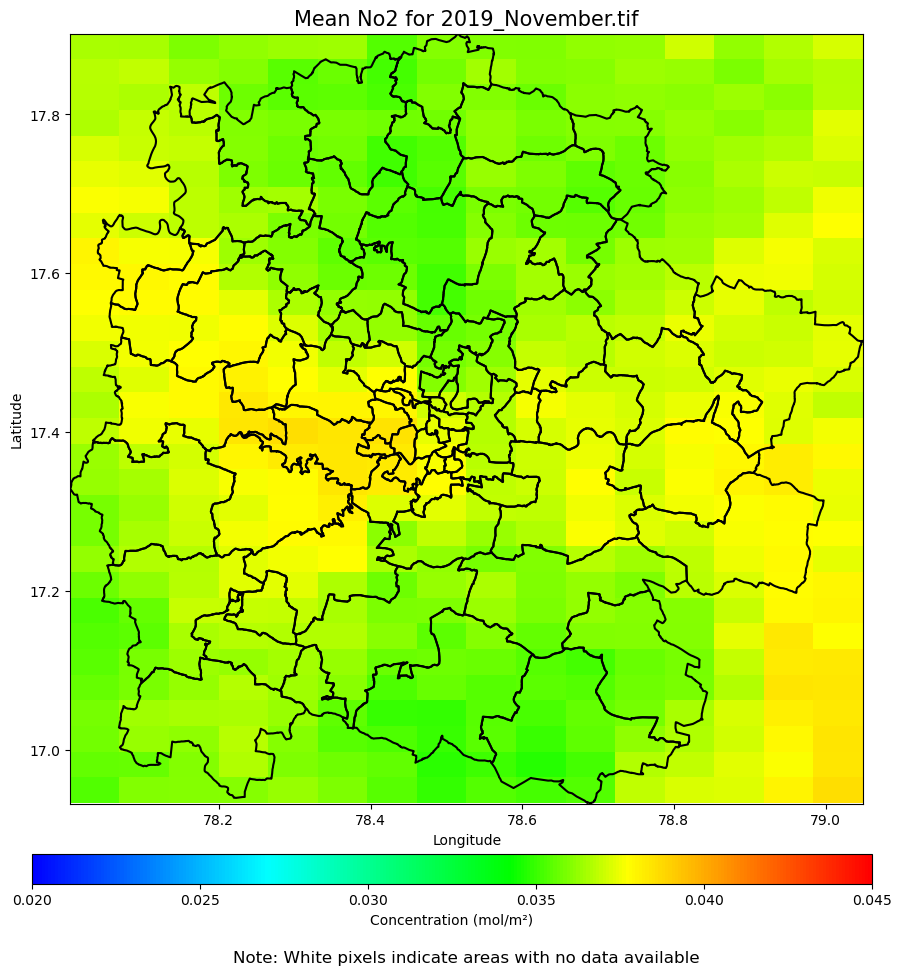 Mean No2 for 2019_November.tif
17.8
17.6
17.4
17.2
17.0
Latitude
78.2 78.4 78.6 78.8 79.0
Longitude
0.020 0.025 0.030 0.035 0.040 0.045
Concentration (mol/m²)
Note: White pixels indicate areas with no data available